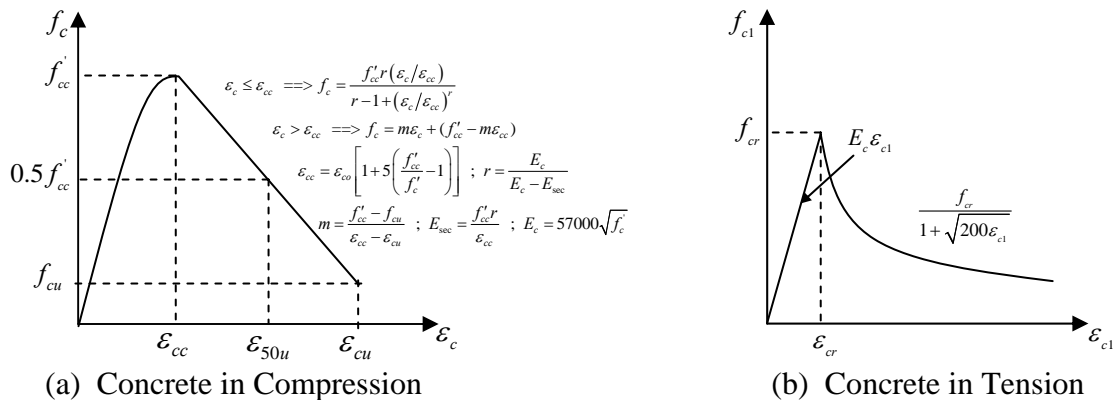 f_c
f'_cc
0.5 f'_cc
f_cu
ε_cc
ε_50u
ε_cu
ε_c
ε_c ≤ ε_cc ==> f_c = f'_cc r (ε_c/ε_cc) / (r − 1 + (ε_c/ε_cc)^r)
ε_c > ε_cc ==> f_c = mε_c + (f'_cc − mε_cc)
ε_cc = ε_co [1 + 5 (f'_cc/f'_c − 1)] ; r = E_c / (E_c − E_sec)
m = (f'_cc − f_cu) / (ε_cc − ε_cu) ; E_sec = f'_cc r / ε_cc ; E_c = 57000√f'_c
(a) Concrete in Compression
f_c1
f_cr
E_c ε_c1
f_cr / (1 + √(200ε_c1))
ε_cr
ε_c1
(b) Concrete in Tension